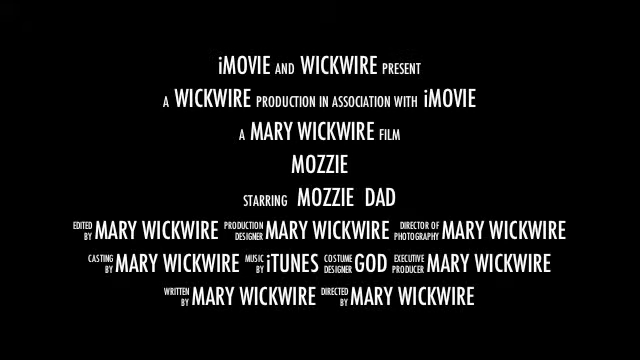 iMOVIE AND WICKWIRE PRESENT
A WICKWIRE PRODUCTION IN ASSOCIATION WITH iMOVIE
A MARY WICKWIRE FILM
MOZZIE
STARRING MOZZIE DAD
EDITED BY MARY WICKWIRE PRODUCTION DESIGNER MARY WICKWIRE DIRECTOR OF PHOTOGRAPHY MARY WICKWIRE
CASTING BY MARY WICKWIRE MUSIC BY iTUNES COSTUME DESIGNER GOD EXECUTIVE PRODUCER MARY WICKWIRE
WRITTEN BY MARY WICKWIRE DIRECTED BY MARY WICKWIRE